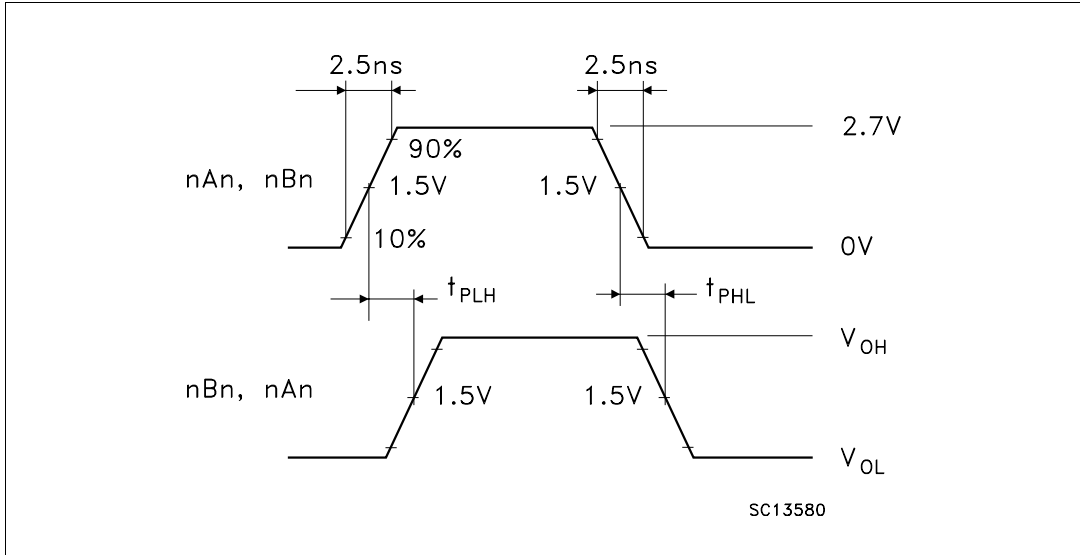 2.5ns 2.5ns
2.7V
90%
nAn, nBn 1.5V 1.5V
10% 0V
tPLH tPHL
VOH
nBn, nAn 1.5V 1.5V
VOL
SC13580